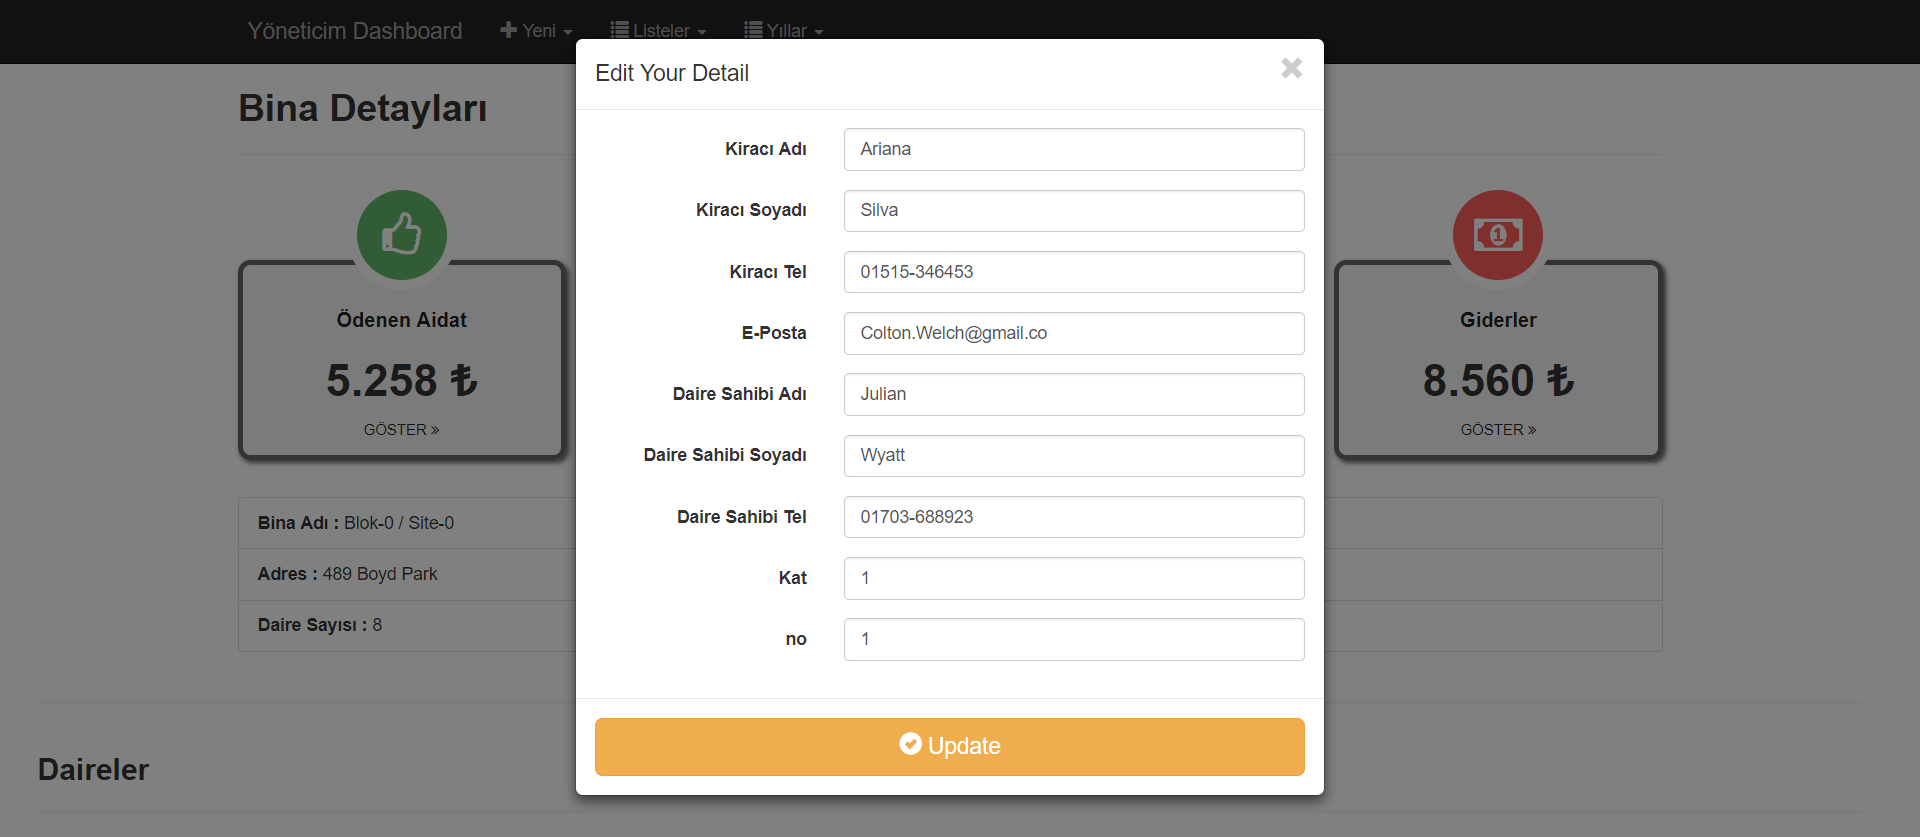 Yöneticim Dashboard Yeni Listeler Yıllar
Edit Your Detail
Bina Detayları
Kiracı Adı Ariana
Kiracı Soyadı Silva
Kiracı Tel 01515-346453
E-Posta Colton.Welch@gmail.co
Daire Sahibi Adı Julian
Daire Sahibi Soyadı Wyatt
Daire Sahibi Tel 01703-688923
Kat 1
no 1
Update
Ödenen Aidat
5.258 ₺
GÖSTER »
1
Giderler
8.560 ₺
GÖSTER »
Bina Adı : Blok-0 / Site-0
Adres : 489 Boyd Park
Daire Sayısı : 8
Daireler